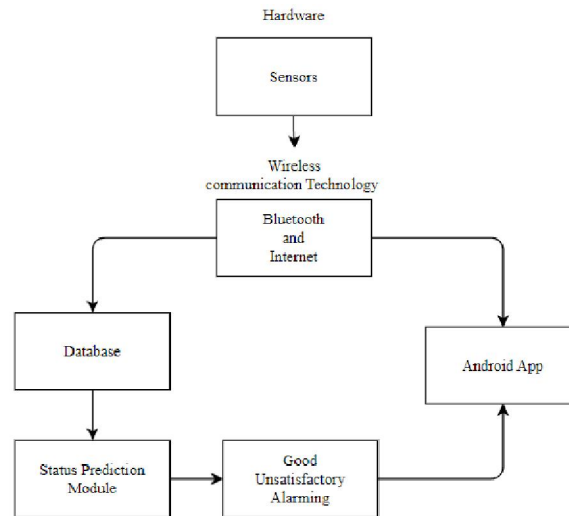 Hardware
Sensors
Wireless
communication Technology
Bluetooth
and
Internet
Database
Android App
Status Prediction
Module
Good
Unsatisfactory
Alarming